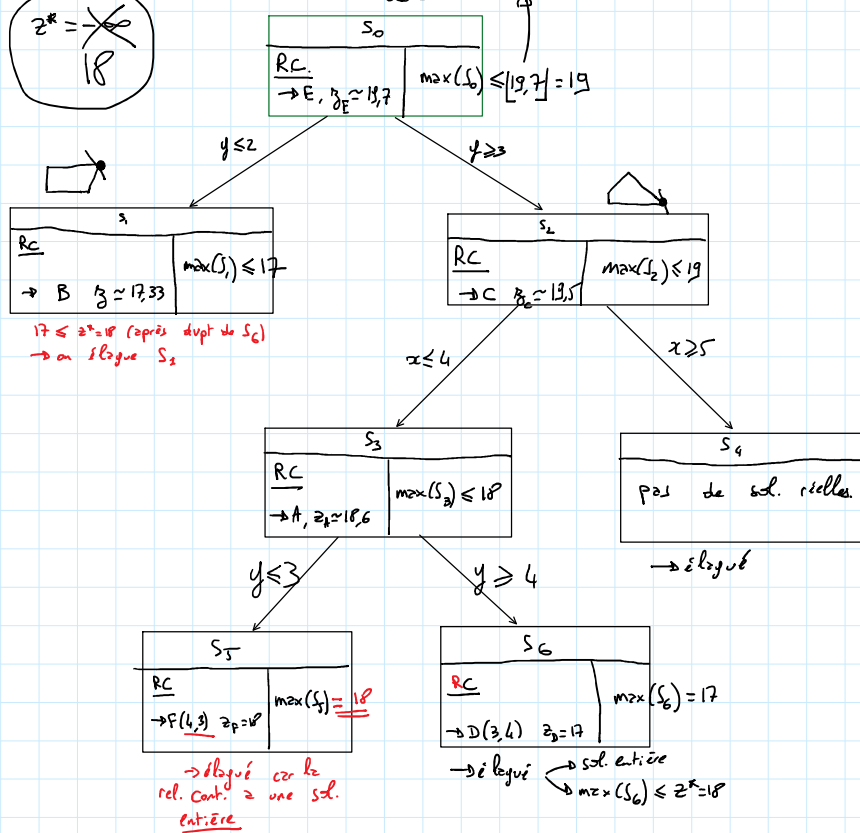 z* = -∞
18
S0
RC.
→ E, zE ≃ 19,7
max(S0) ≤ ⌊19,7⌋ = 19
y ≤ 2
y ≥ 3
S1
RC
→ B z ≃ 17,33
max(S1) ≤ 17
17 ≤ z* = 18 (après dvpt de S6)
→ on élague S1
S2
RC
→ C zc ≃ 19,5
max(S2) ≤ 19
x ≤ 4
x ≥ 5
S3
RC
→ A, zA ≃ 18,6
max(S3) ≤ 18
S4
pas de sol. réelles.
→ élagué
y ≤ 3
y ≥ 4
S5
RC
→ F(4,3) zF = 18
max(S5) = 18
→ élagué car la
rel. cont. a une sol.
entière
S6
RC
→ D(3,4) zD = 17
max(S6) = 17
→ élagué
→ sol. entière
→ max(S6) ≤ z* = 18